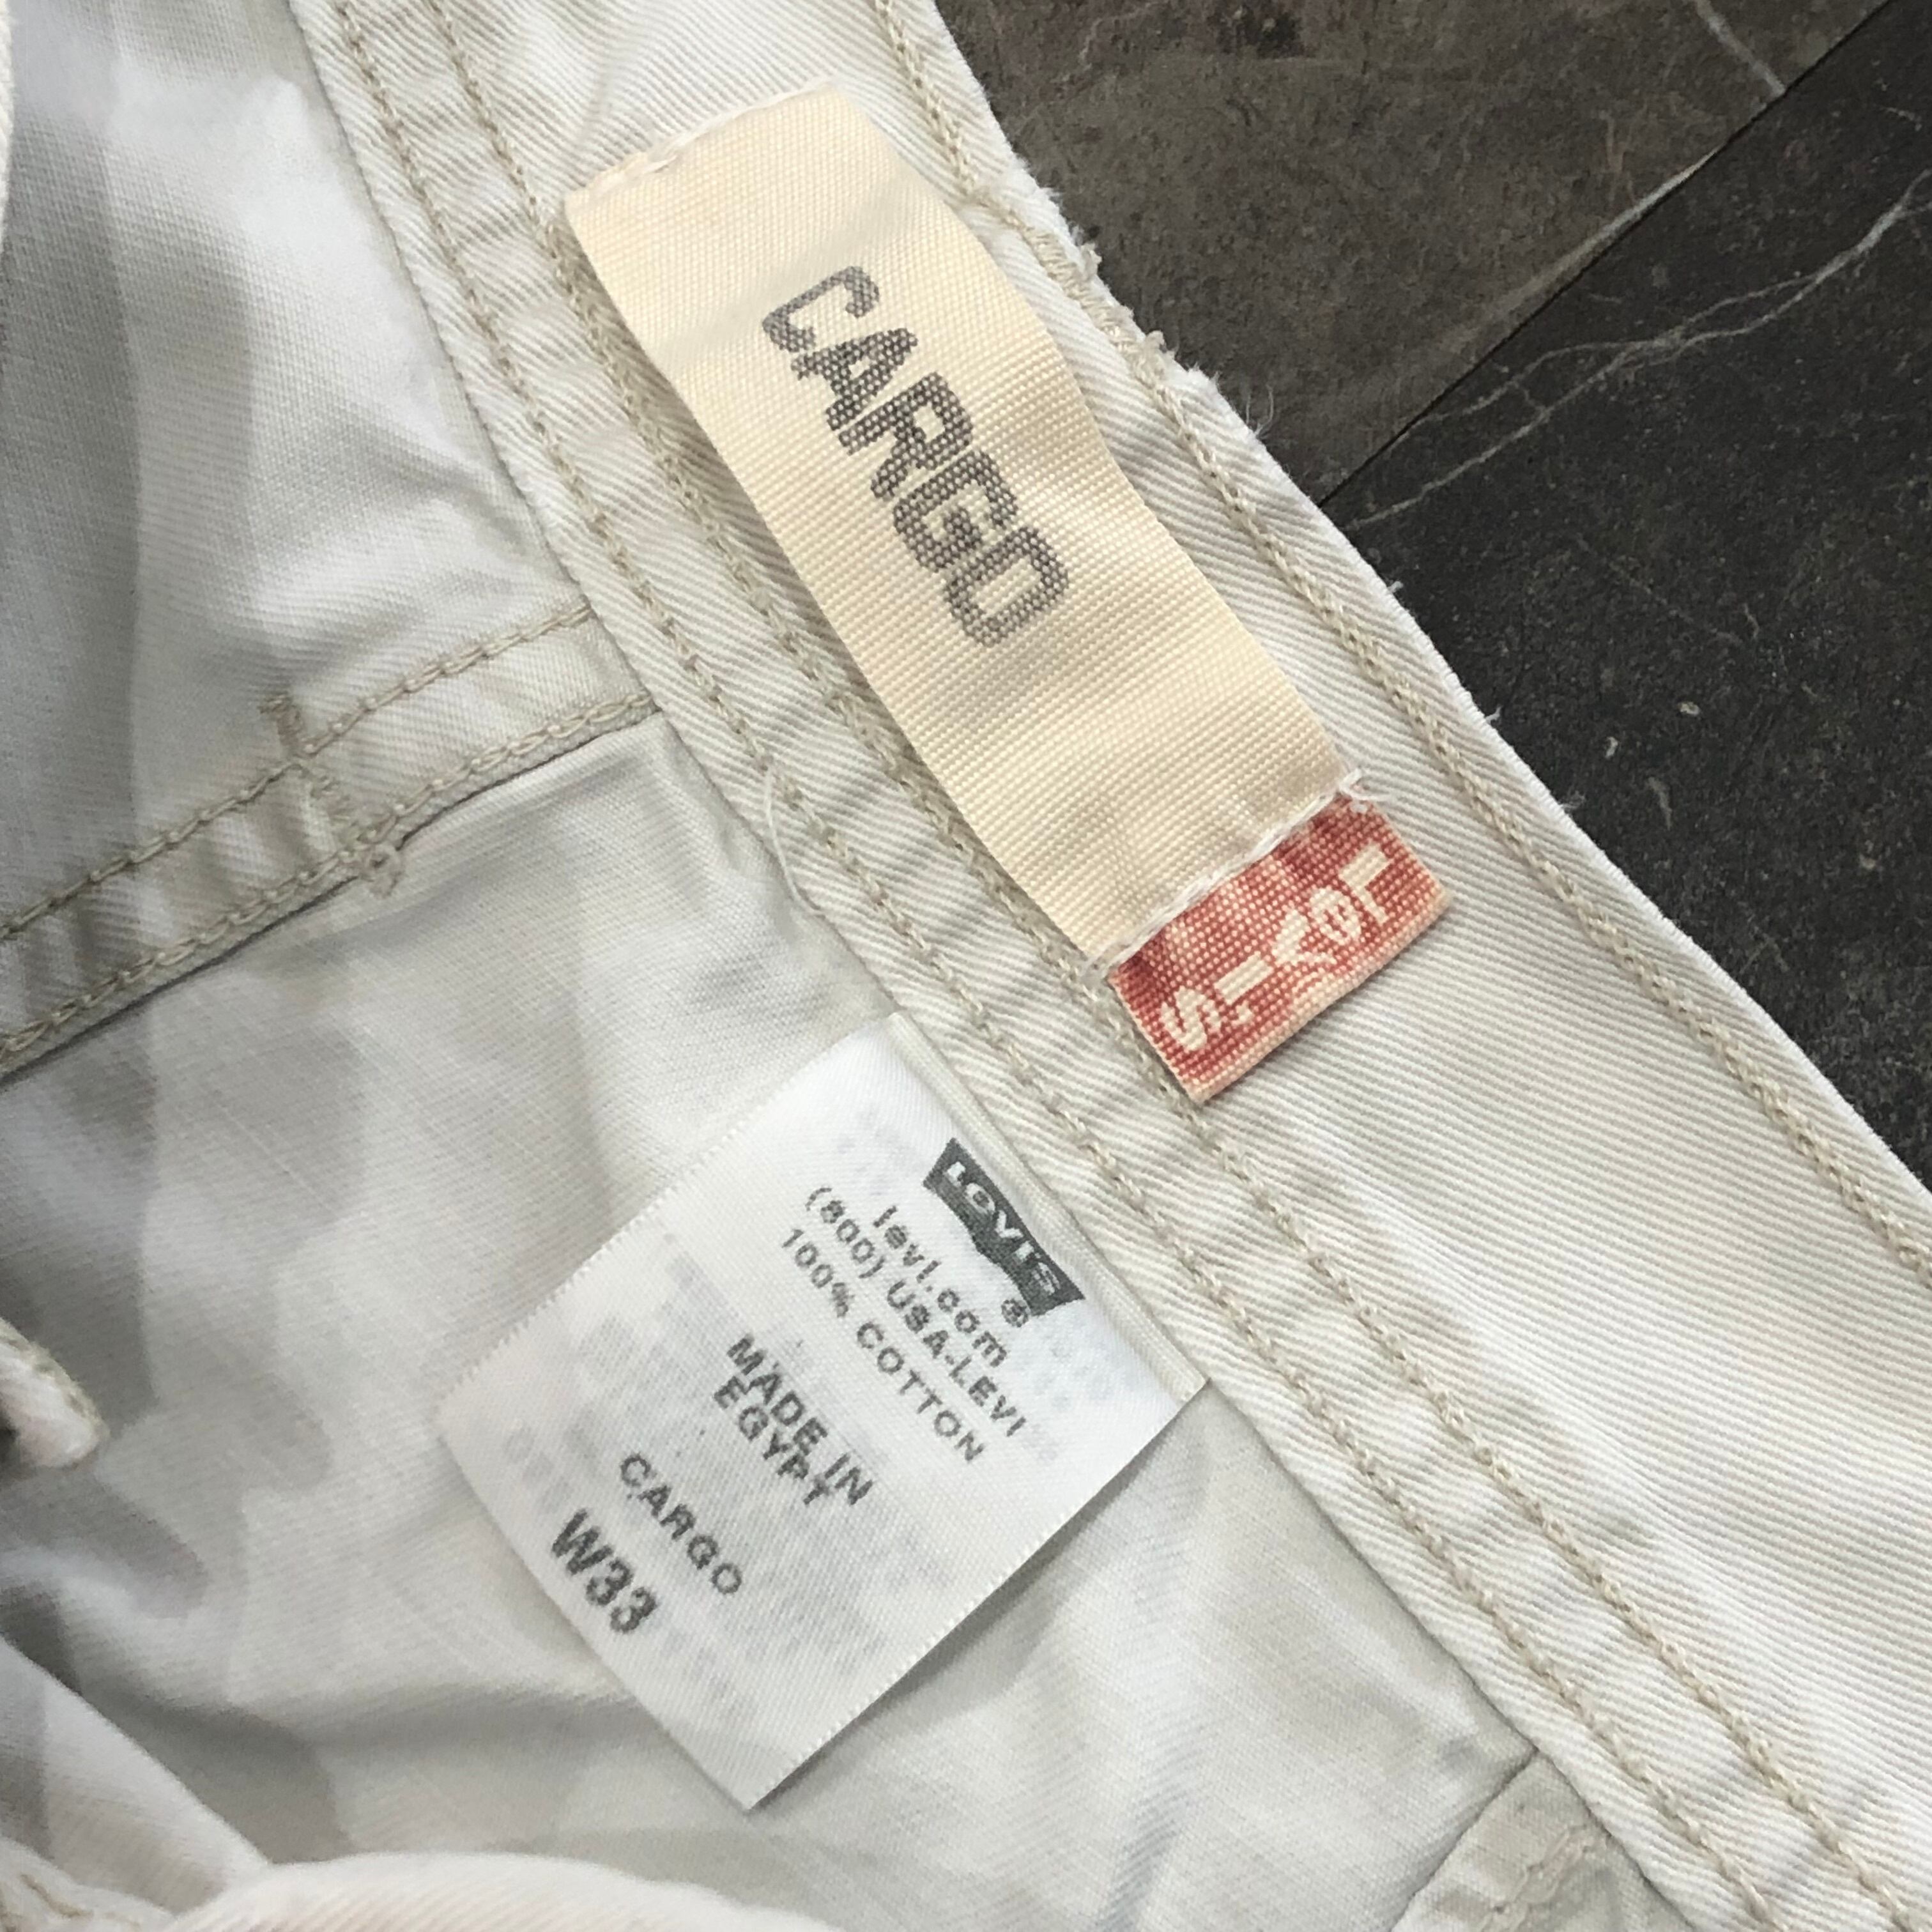 CARGO
LeVI'S
LEVI'S
®
levi.com
(800) USA-LEVI
100% COTTON
MADE IN
EGYPT
CARGO
W33